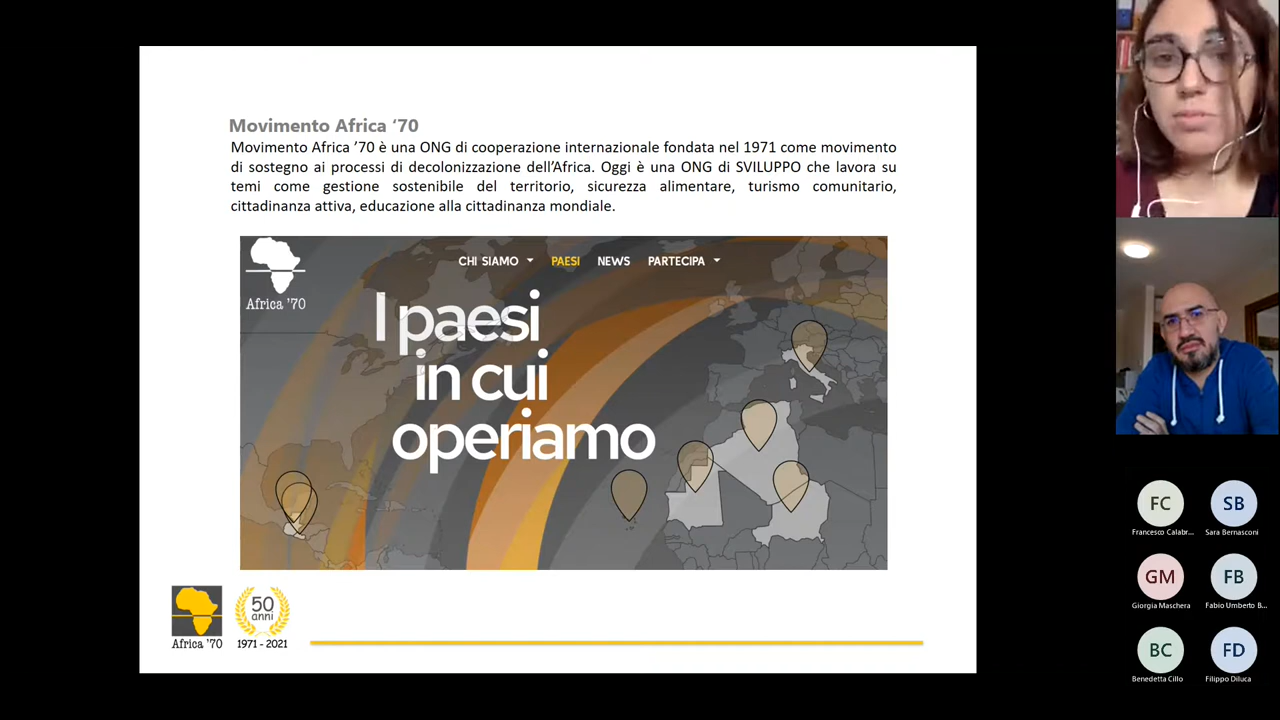 Movimento Africa ‘70
Movimento Africa ’70 è una ONG di cooperazione internazionale fondata nel 1971 come movimento
di sostegno ai processi di decolonizzazione dell’Africa. Oggi è una ONG di SVILUPPO che lavora su
temi come gestione sostenibile del territorio, sicurezza alimentare, turismo comunitario,
cittadinanza attiva, educazione alla cittadinanza mondiale.
CHI SIAMO PAESI NEWS PARTECIPA
Africa ’70
I paesi
in cui
operiamo
Africa ’70
50
anni
1971 - 2021
FC
Francesco Calabr...
SB
Sara Bernasconi
GM
Giorgia Maschera
FB
Fabio Umberto B...
BC
Benedetta Cillo
FD
Filippo Diluca